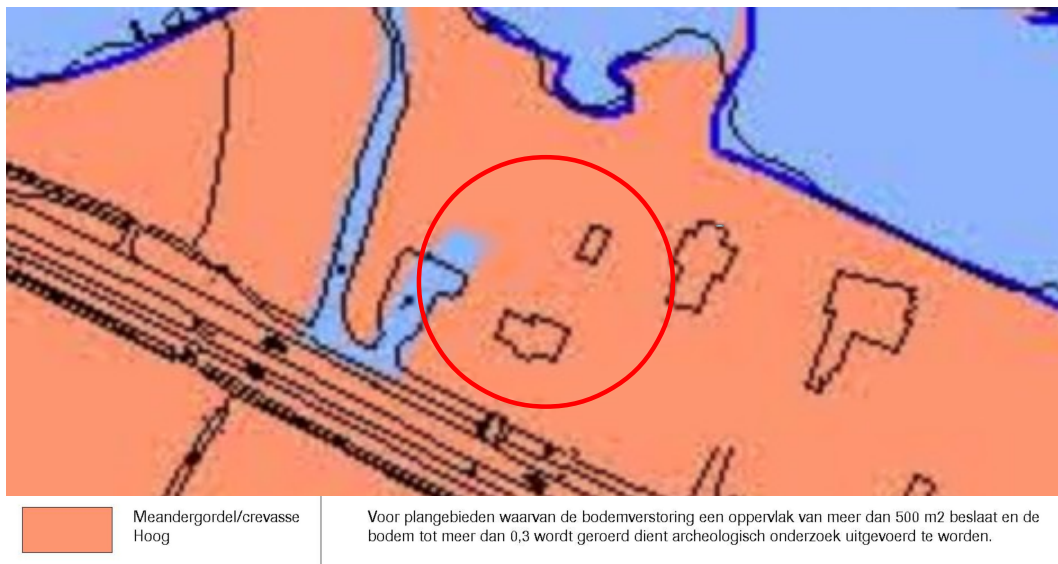 Meandergordel/crevasse
Hoog
Voor plangebieden waarvan de bodemverstoring een oppervlak van meer dan 500 m2 beslaat en de
bodem tot meer dan 0,3 wordt geroerd dient archeologisch onderzoek uitgevoerd te worden.